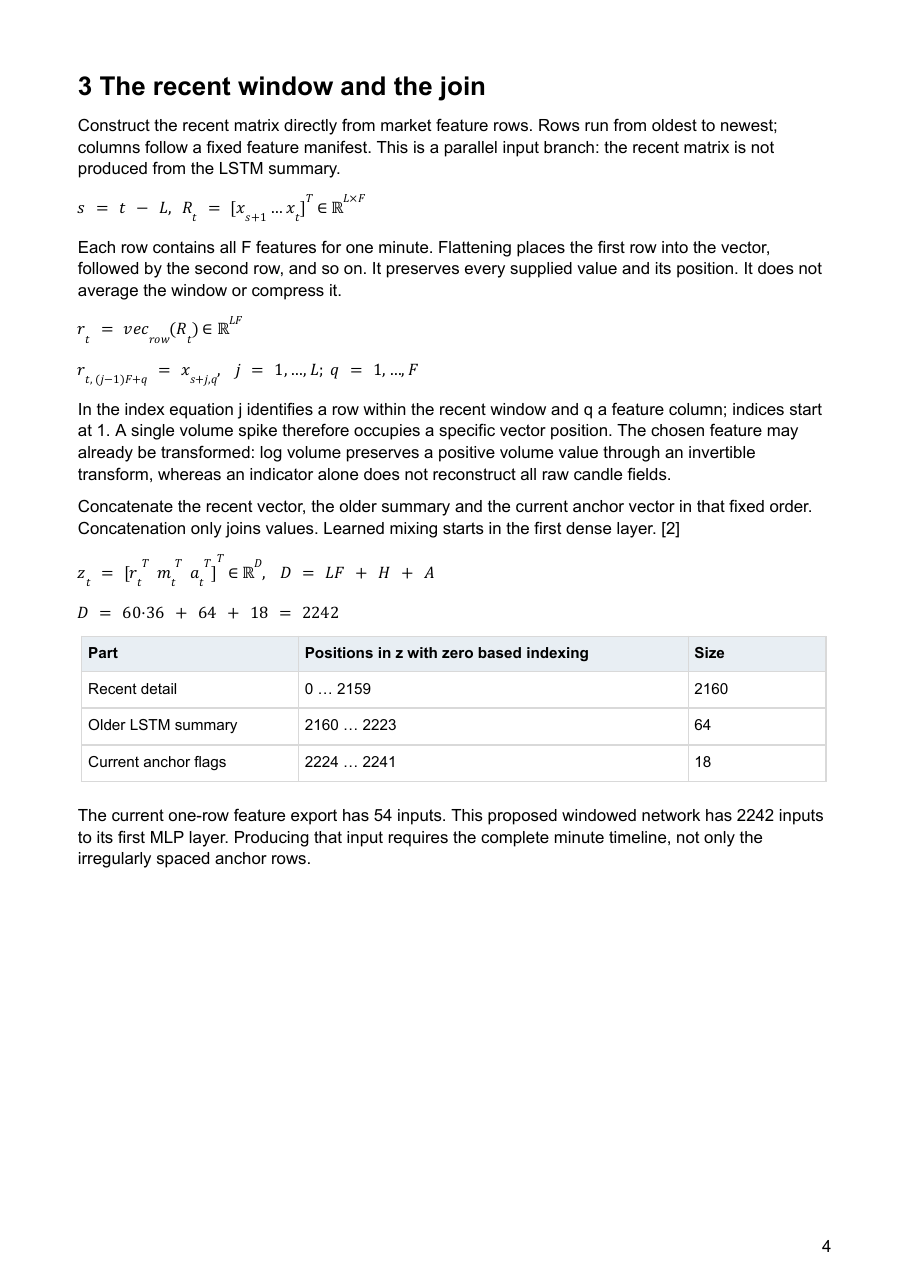 3 The recent window and the join
Construct the recent matrix directly from market feature rows. Rows run from oldest to newest;
columns follow a fixed feature manifest. This is a parallel input branch: the recent matrix is not
produced from the LSTM summary.
s = t − L, R_t = [x_{s+1} … x_t]^T ∈ ℝ^{L×F}
Each row contains all F features for one minute. Flattening places the first row into the vector,
followed by the second row, and so on. It preserves every supplied value and its position. It does not
average the window or compress it.
r_t = vec_{row}(R_t) ∈ ℝ^{LF}
r_{t, (j−1)F+q} = x_{s+j,q}, j = 1, …, L; q = 1, …, F
In the index equation j identifies a row within the recent window and q a feature column; indices start
at 1. A single volume spike therefore occupies a specific vector position. The chosen feature may
already be transformed: log volume preserves a positive volume value through an invertible
transform, whereas an indicator alone does not reconstruct all raw candle fields.
Concatenate the recent vector, the older summary and the current anchor vector in that fixed order.
Concatenation only joins values. Learned mixing starts in the first dense layer. [2]
z_t = [r_t^T m_t^T a_t^T]^T ∈ ℝ^D, D = LF + H + A
D = 60·36 + 64 + 18 = 2242
Part Positions in z with zero based indexing Size
Recent detail 0 … 2159 2160
Older LSTM summary 2160 … 2223 64
Current anchor flags 2224 … 2241 18
The current one-row feature export has 54 inputs. This proposed windowed network has 2242 inputs
to its first MLP layer. Producing that input requires the complete minute timeline, not only the
irregularly spaced anchor rows.
4